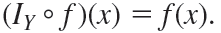 (I_Y ∘ f)(x) = f(x).